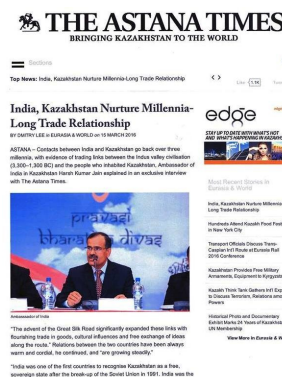 THE ASTANA TIMES
BRINGING KAZAKHSTAN TO THE WORLD
Sections
Top News: India, Kazakhstan Nurture Millennia-Long Trade Relationship
India, Kazakhstan Nurture Millennia-
Long Trade Relationship
BY DMITRY LEE in EURASIA & WORLD on 15 MARCH 2016
ASTANA – Contacts between India and Kazakhstan go back over three
millennia, with evidence of trading links between the Indus valley civilisation
(3,300–1,300 BC) and the people who inhabited Kazakhstan, Ambassador of
India in Kazakhstan Harsh Kumar Jain explained in an exclusive interview
with The Astana Times.
pravasi
bharatiya divas
Ambassador of India
"The advent of the Great Silk Road significantly expanded these links with
flourishing trade in goods, cultural influences and free exchange of ideas
along the route." Relations between the two countries have been always
warm and cordial, he continued, and "are growing steadily."
"India was one of the first countries to recognise Kazakhstan as a free,
sovereign state after the break-up of the Soviet Union in 1991. India was the
edge
STAY UP TO DATE WITH WHAT'S HOT
AND WHAT'S HAPPENING IN KAZAKH
Most Recent Stories in
Eurasia & World
India, Kazakhstan Nurture Millennia
Long Trade Relationship
Hundreds Attend Kazakh Food Fest
in New York City
Transport Officials Discuss Trans-
Caspian Int'l Route at Eurasia Rail
2016 Conference
Kazakhstan Provides Free Military
Armaments, Equipment to Kyrgyzst
Kazakh Think Tank Gathers Int'l Exp
to Discuss Terrorism, Relations amo
Powers
Historical Photo and Documentary
Exhibit Marks 24 Years of Kazakhst
UN Membership
View More in Eurasia & W